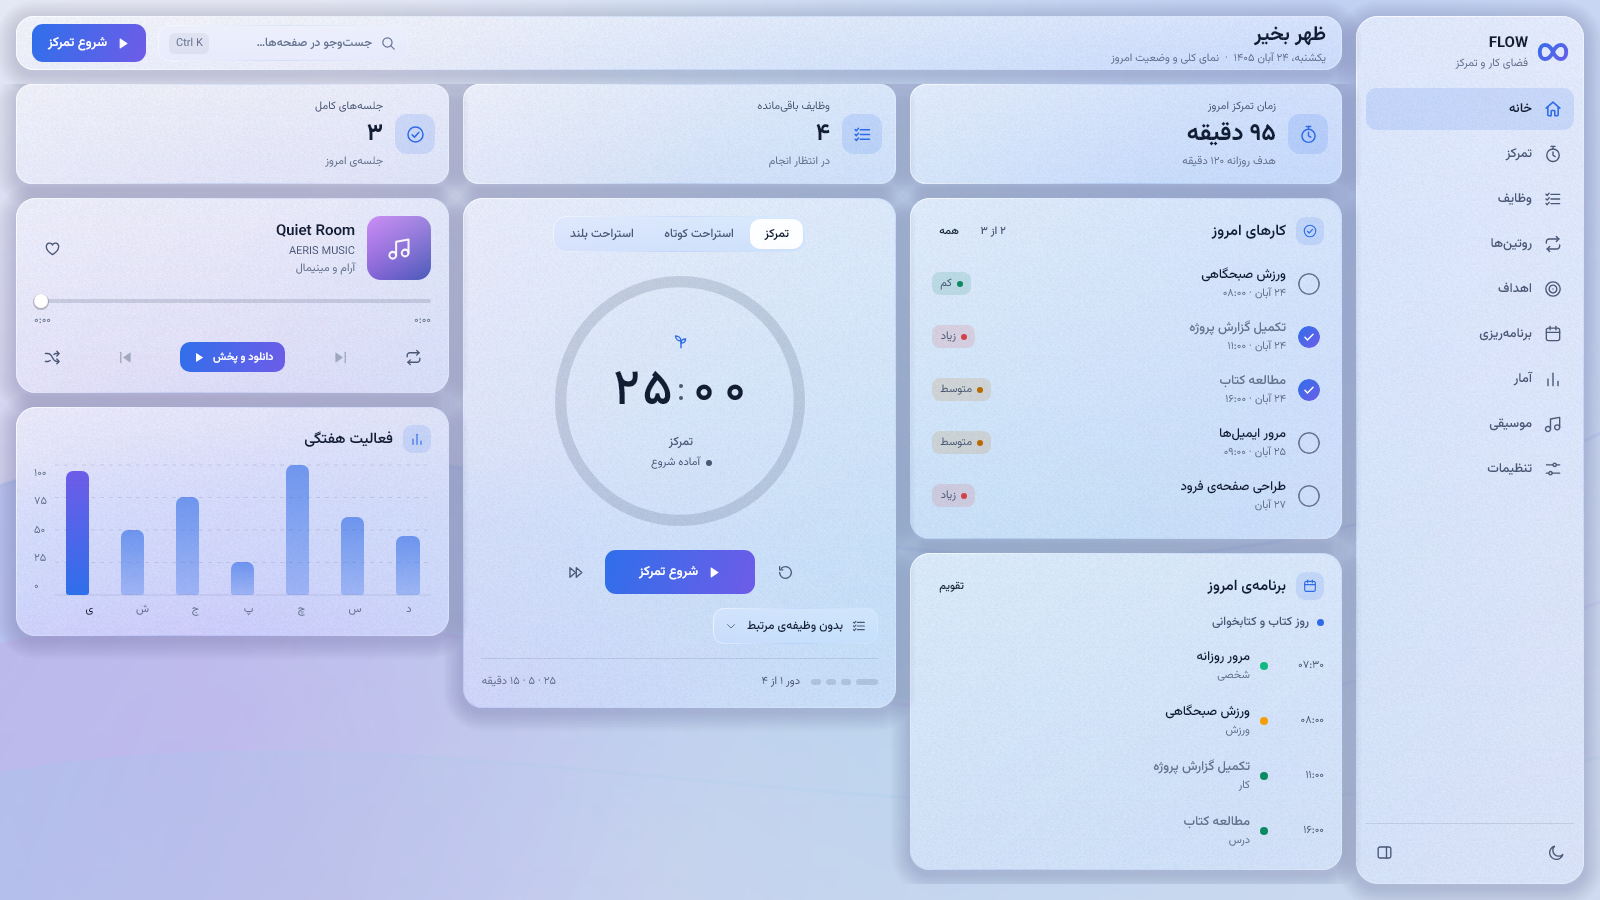 FLOW
فضای کار و تمرکز
خانه
تمرکز
وظایف
روتین‌ها
اهداف
برنامه‌ریزی
آمار
موسیقی
تنظیمات
ظهر بخیر
یکشنبه، ۲۴ آبان ۱۴۰۵ · نمای کلی و وضعیت امروز
جست‌وجو در صفحه‌ها...
Ctrl K
شروع تمرکز
زمان تمرکز امروز
۹۵ دقیقه
هدف روزانه ۱۲۰ دقیقه
وظایف باقی‌مانده
۴
در انتظار انجام
جلسه‌های کامل
۳
جلسه‌ی امروز
کارهای امروز
۲ از ۳
همه
ورزش صبحگاهی
۲۴ آبان · ۰۸:۰۰
کم
تکمیل گزارش پروژه
۲۴ آبان · ۱۱:۰۰
زیاد
مطالعه کتاب
۲۴ آبان · ۱۶:۰۰
متوسط
مرور ایمیل‌ها
۲۵ آبان · ۰۹:۰۰
متوسط
طراحی صفحه‌ی فرود
۲۷ آبان
زیاد
برنامه‌ی امروز
تقویم
روز کتاب و کتابخوانی
۰۷:۳۰
مرور روزانه
شخصی
۰۸:۰۰
ورزش صبحگاهی
ورزش
۱۱:۰۰
تکمیل گزارش پروژه
کار
۱۶:۰۰
مطالعه کتاب
درس
تمرکز
استراحت کوتاه
استراحت بلند
۲۵:۰۰
تمرکز
آماده شروع
شروع تمرکز
بدون وظیفه‌ی مرتبط
دور ۱ از ۴
۲۵ · ۵ · ۱۵ دقیقه
Quiet Room
AERIS MUSIC
آرام و مینیمال
۰:۰۰
۰:۰۰
دانلود و پخش
فعالیت هفتگی
۱۰۰
۷۵
۵۰
۲۵
۰
د
س
چ
پ
ج
ش
ی